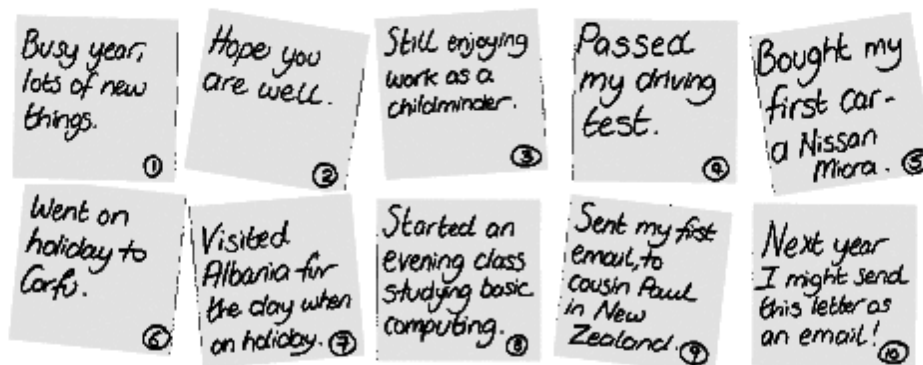 Busy year,
lots of new
things.
1
Hope you
are well.
2
Still enjoying
work as a
childminder.
3
Passed
my driving
test.
4
Bought my
first car-
a Nissan
Micra.
5
Went on
holiday to
Corfu.
6
Visited
Albania for
the day when
on holiday.
7
Started an
evening class
studying basic
computing.
8
Sent my first
email, to
cousin Paul
in New
Zealand.
9
Next year
I might send
this letter as
an email!
10